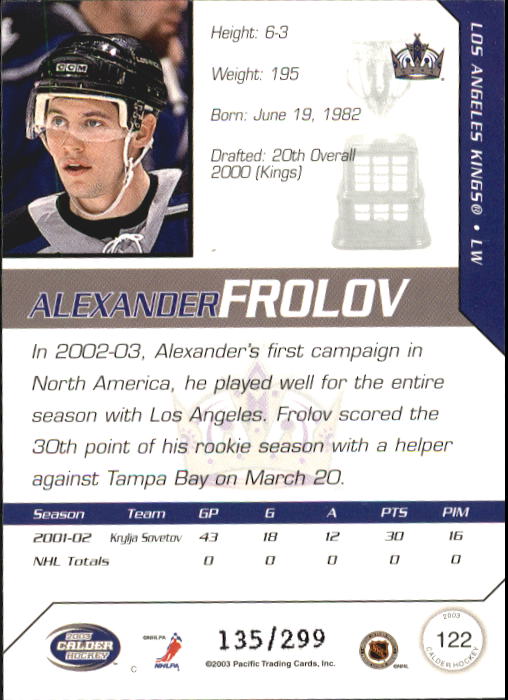 CCM
Height: 6-3
Weight: 195
Born: June 19, 1982
Drafted: 20th Overall
2000 (Kings)
LOS ANGELES KINGS® • LW
ALEXANDER FROLOV
In 2002-03, Alexander's first campaign in
North America, he played well for the entire
season with Los Angeles. Frolov scored the
30th point of his rookie season with a helper
against Tampa Bay on March 20.
Season Team GP G A PTS PIM
2001-02 Krylja Sovetov 43 18 12 30 16
NHL Totals 0 0 0 0 0
2003
CALDER
HOCKEY
C
©NHLPA
NHLPA
135/299
©2003 Pacific Trading Cards, Inc.
NHL
©NHL
2003
122
CALDER HOCKEY